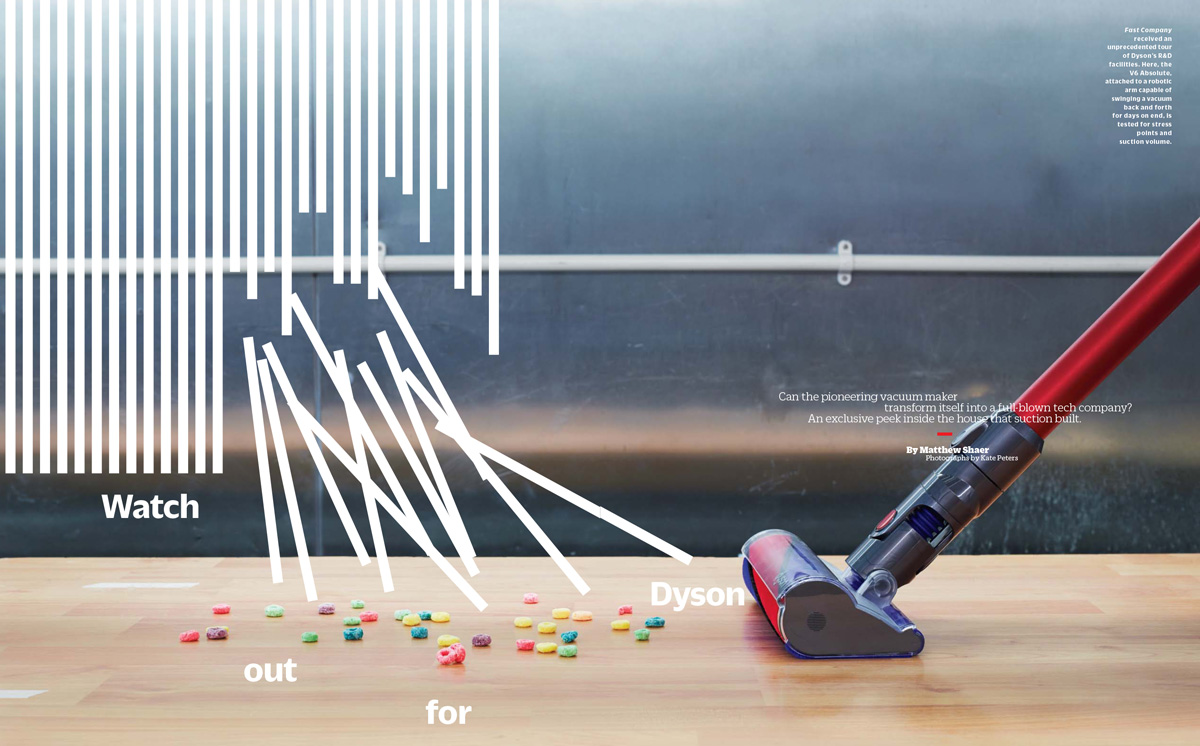 Fast Company
received an
unprecedented tour
of Dyson's R&D
facilities. Here, the
V6 Absolute,
attached to a robotic
arm capable of
swinging a vacuum
back and forth
for days on end, is
tested for stress
points and
suction volume.
Can the pioneering vacuum maker
transform itself into a full-blown tech company?
An exclusive peek inside the house that suction built.
By Matthew Shaer
Photographs by Kate Peters
Watch
out
for
Dyson